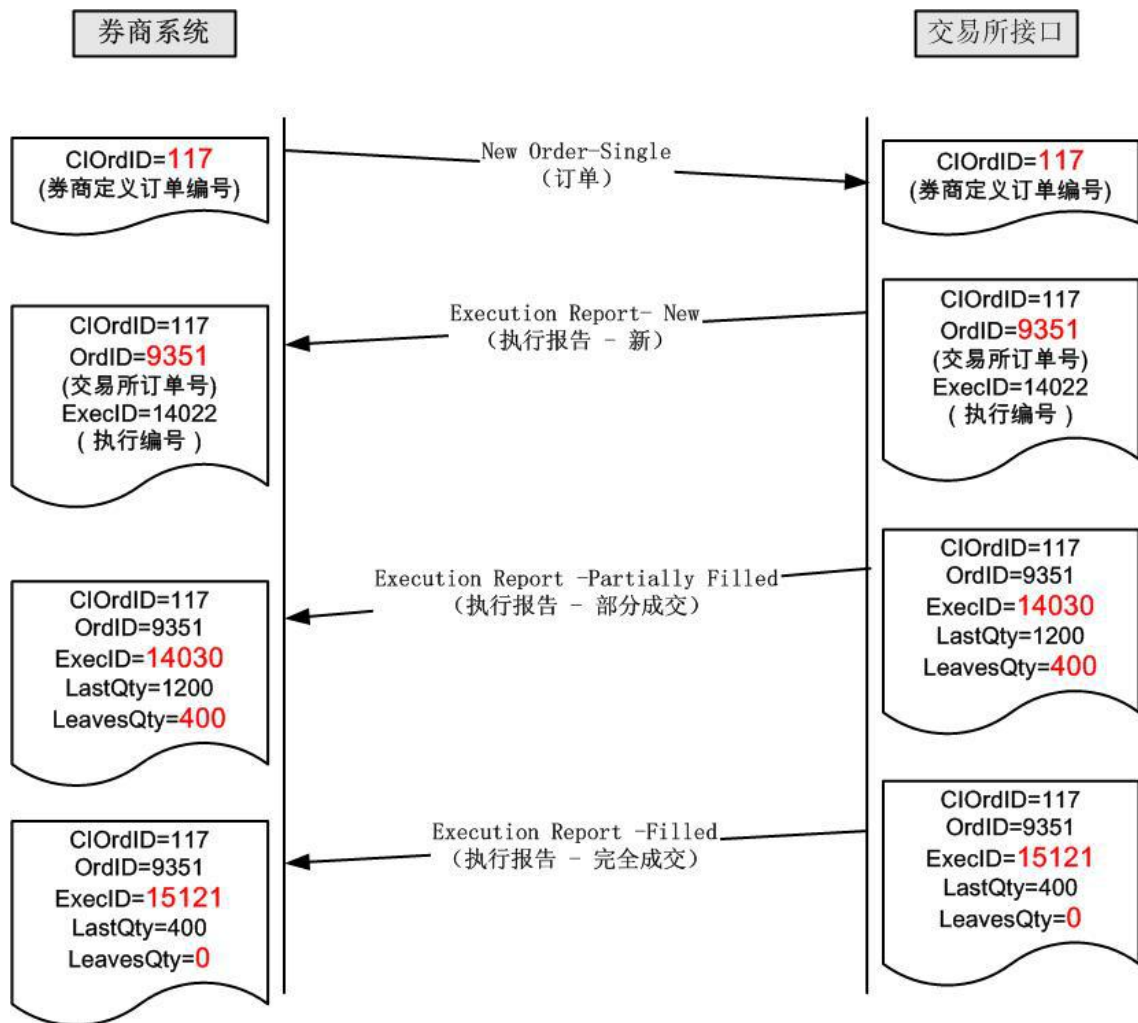 券商系统
交易所接口
ClOrdID=117
(券商定义订单编号)
New Order-Single
（订单）
ClOrdID=117
(券商定义订单编号)
ClOrdID=117
OrdID=9351
(交易所订单号)
ExecID=14022
( 执行编号 )
Execution Report- New
（执行报告 - 新）
ClOrdID=117
OrdID=9351
(交易所订单号)
ExecID=14022
( 执行编号 )
ClOrdID=117
OrdID=9351
ExecID=14030
LastQty=1200
LeavesQty=400
Execution Report -Partially Filled
（执行报告 - 部分成交）
ClOrdID=117
OrdID=9351
ExecID=14030
LastQty=1200
LeavesQty=400
ClOrdID=117
OrdID=9351
ExecID=15121
LastQty=400
LeavesQty=0
Execution Report -Filled
（执行报告 - 完全成交）
ClOrdID=117
OrdID=9351
ExecID=15121
LastQty=400
LeavesQty=0